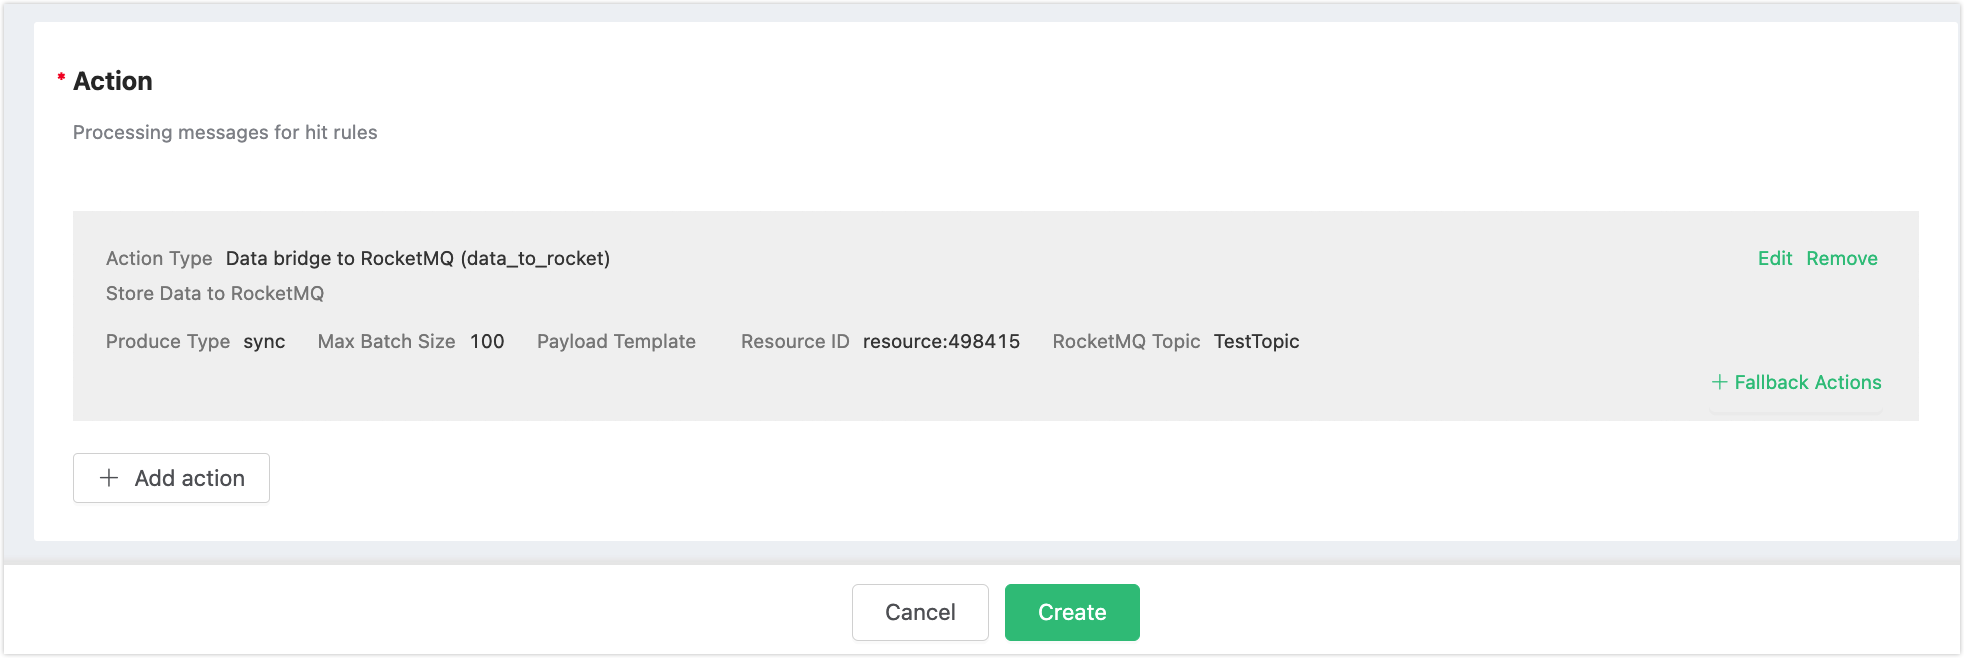 * Action
Processing messages for hit rules
Action Type Data bridge to RocketMQ (data_to_rocket) Edit Remove
Store Data to RocketMQ
Produce Type sync Max Batch Size 100 Payload Template Resource ID resource:498415 RocketMQ Topic TestTopic
+ Fallback Actions
+ Add action
Cancel Create